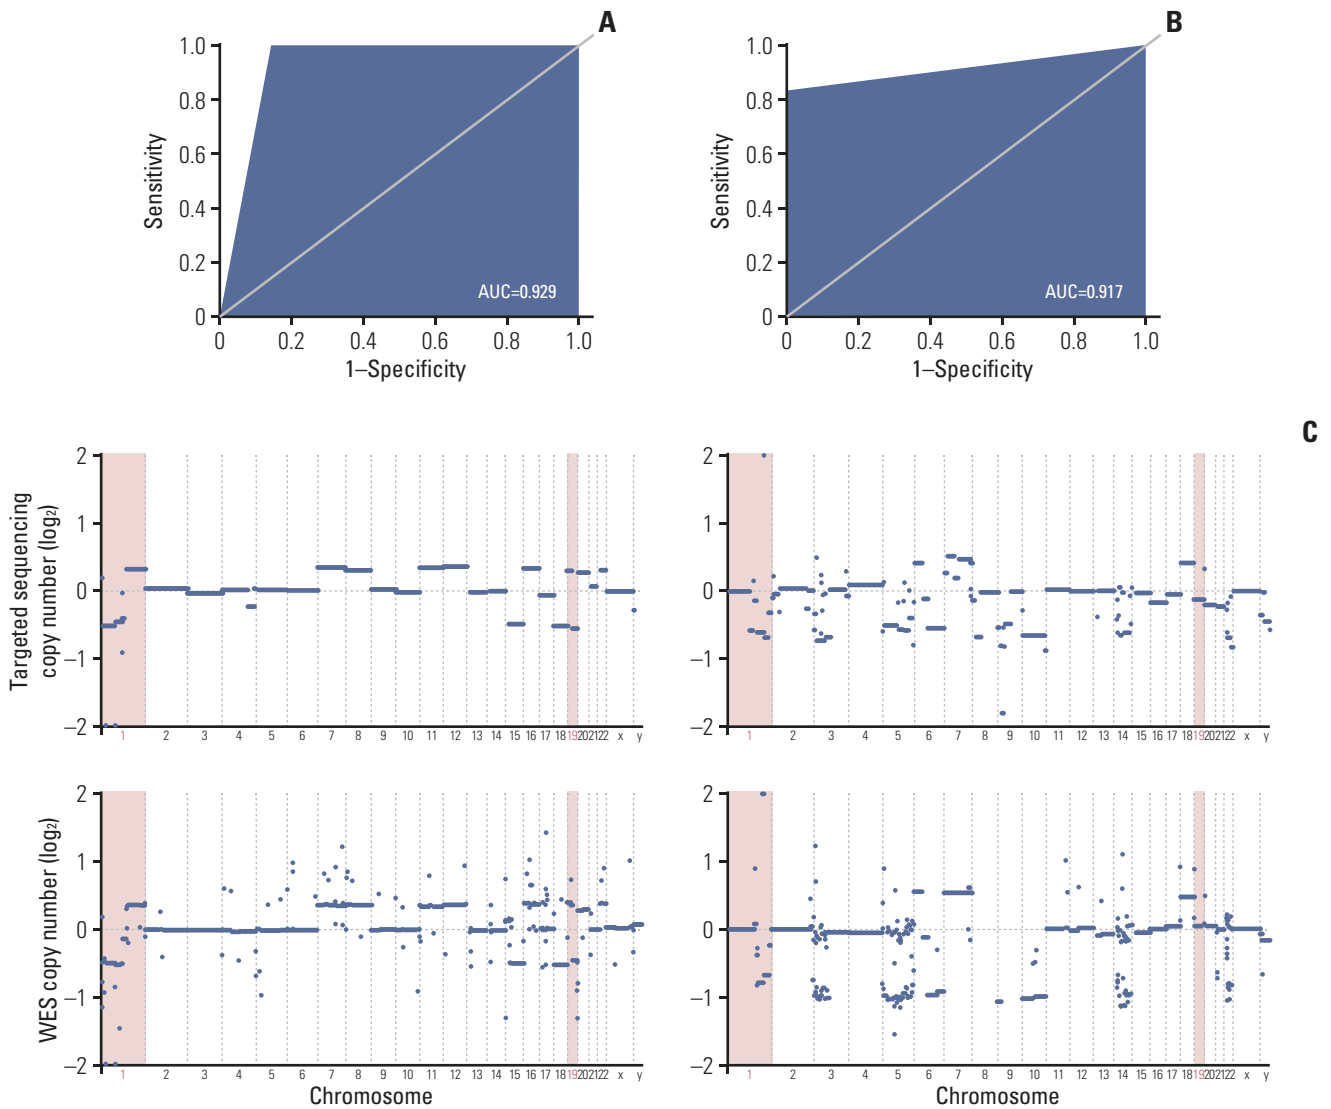 A
1.0
0.8
0.6
0.4
0.2
0
Sensitivity
AUC=0.929
0 0.2 0.4 0.6 0.8 1.0
1–Specificity
B
1.0
0.8
0.6
0.4
0.2
0
Sensitivity
AUC=0.917
0 0.2 0.4 0.6 0.8 1.0
1–Specificity
C
Targeted sequencing
copy number (log2)
2
1
0
–1
–2
1 2 3 4 5 6 7 8 9 10 11 12 13 14 15 16 17 18 19 20 21 22 x y
2
1
0
–1
–2
1 2 3 4 5 6 7 8 9 10 11 12 13 14 15 16 17 18 19 20 21 22 x y
WES copy number (log2)
2
1
0
–1
–2
1 2 3 4 5 6 7 8 9 10 11 12 13 14 15 16 17 18 19 20 21 22 x y
Chromosome
2
1
0
–1
–2
1 2 3 4 5 6 7 8 9 10 11 12 13 14 15 16 17 18 19 20 21 22 x y
Chromosome